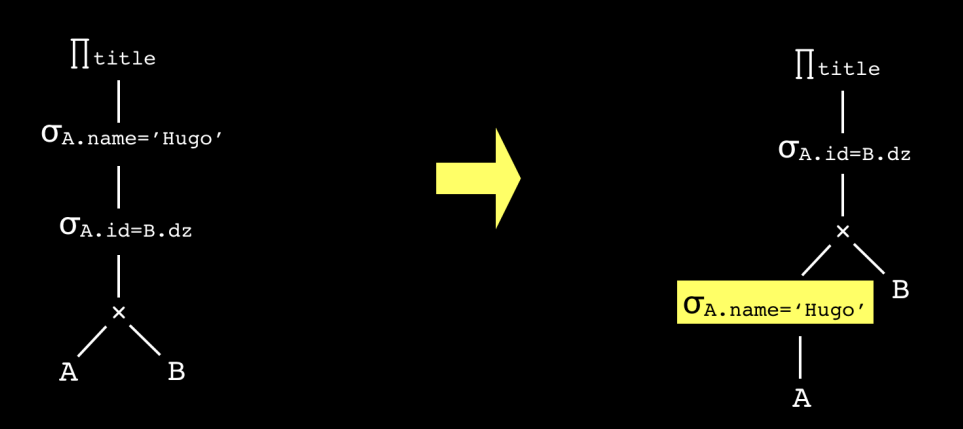 ∏title
σA.name=’Hugo’
σA.id=B.dz
×
A B
∏title
σA.id=B.dz
×
B
σA.name=‘Hugo’
A